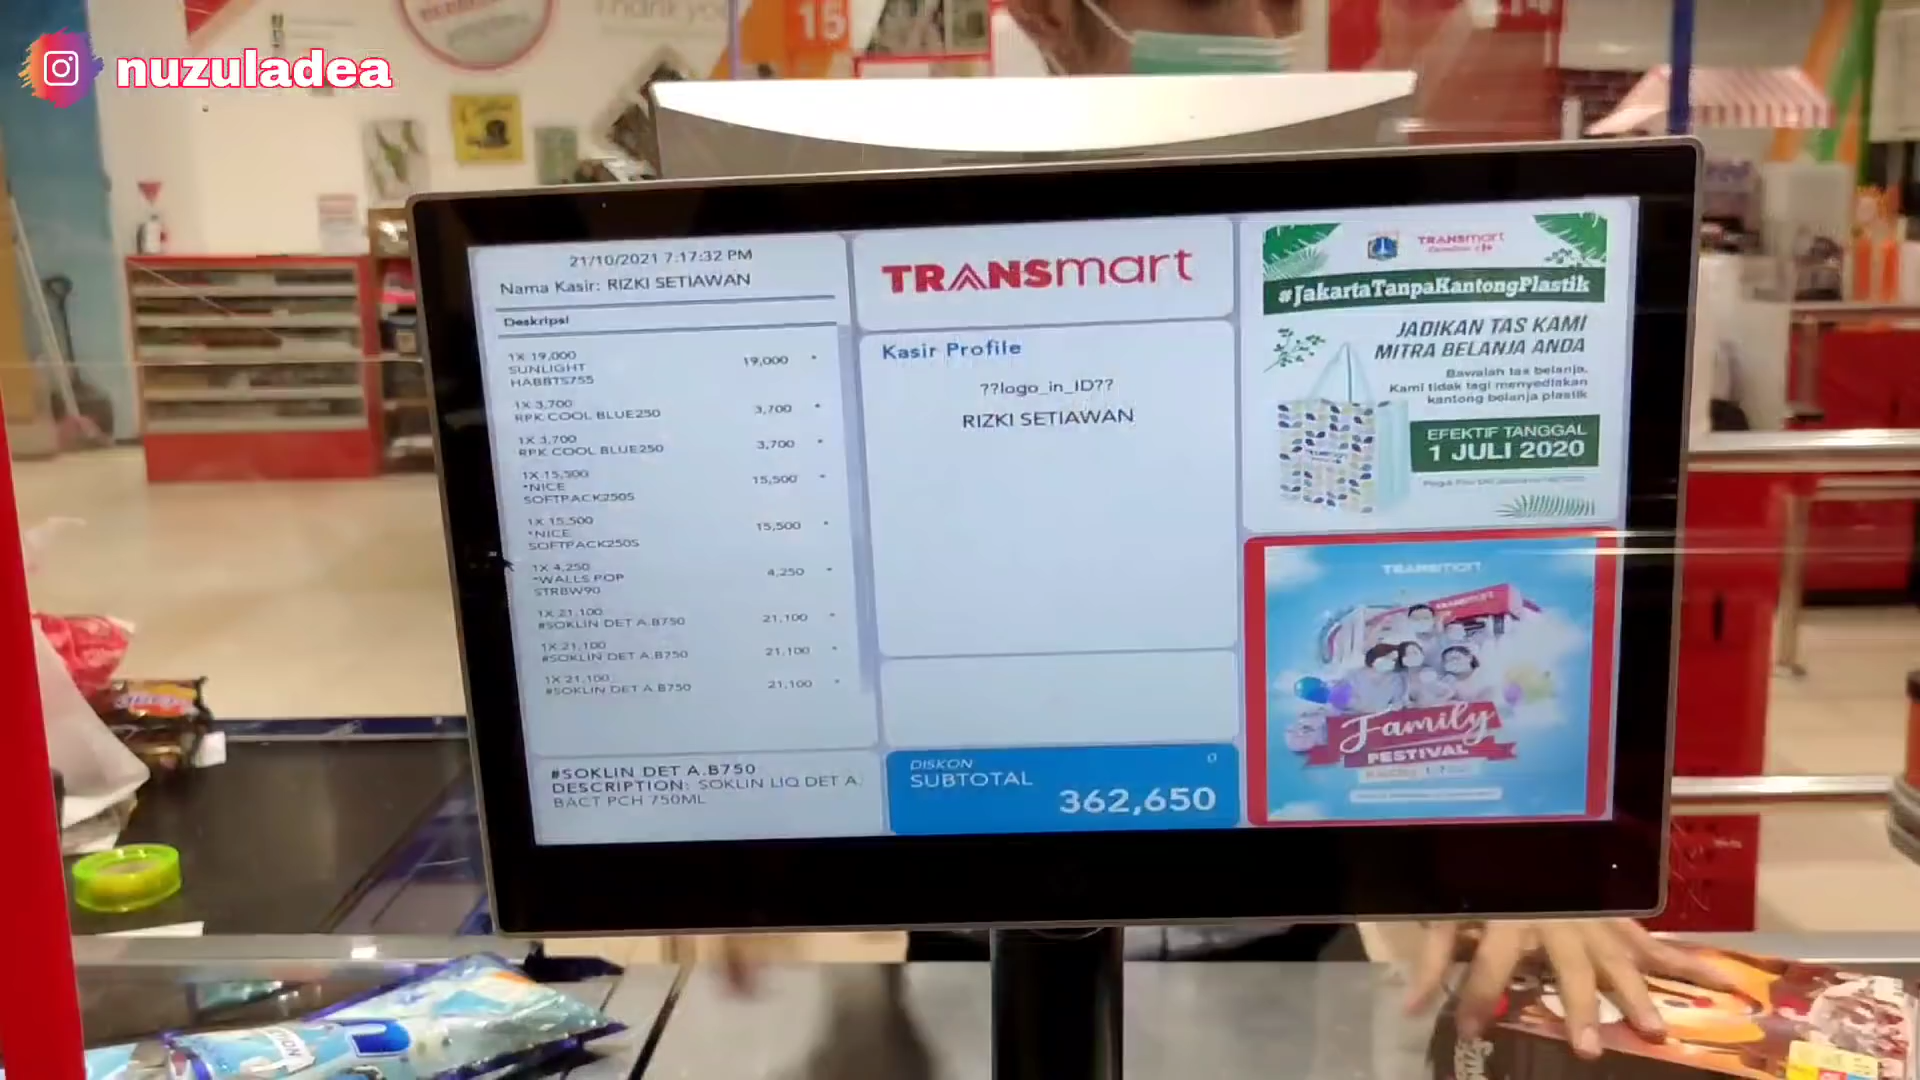 nuzuladea
15
21/10/2021 7:17:32 PM
Nama Kasir: RIZKI SETIAWAN
Deskripsi
1X 19,000
SUNLIGHT
HABBTS755
19,000 *
1X 3,700
RPK COOL BLUE250
3,700 *
1X 3,700
RPK COOL BLUE250
3,700 *
1X 15,500
*NICE
SOFTPACK250S
15,500 *
1X 15,500
*NICE
SOFTPACK250S
15,500 *
1X 4,250
*WALLS POP
STRBW90
4,250 *
1X 21,100
#SOKLIN DET A.B750
21,100 *
1X 21,100
#SOKLIN DET A.B750
21,100 *
1X 21,100
#SOKLIN DET A.B750
21,100 *
#SOKLIN DET A.B750
DESCRIPTION: SOKLIN LIQ DET A.
BACT PCH 750ML
TRANSmart
Kasir Profile
??logo_in_ID??
RIZKI SETIAWAN
DISKON 0
SUBTOTAL
362,650
TRANSmart
#JakartaTanpaKantongPlastik
JADIKAN TAS KAMI
MITRA BELANJA ANDA
Bawalah tas belanja.
Kami tidak lagi menyediakan
kantong belanja plastik
EFEKTIF TANGGAL
1 JULI 2020
TRANSmart
Family
FESTIVAL